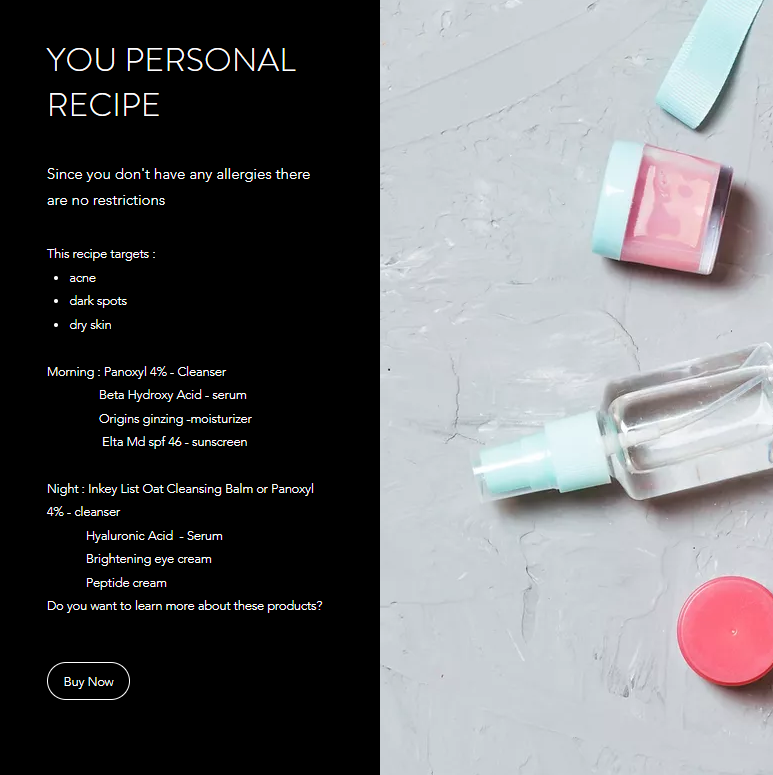 YOU PERSONAL
RECIPE
Since you don't have any allergies there
are no restrictions
This recipe targets :
• acne
• dark spots
• dry skin
Morning : Panoxyl 4% - Cleanser
Beta Hydroxy Acid - serum
Origins ginzing -moisturizer
Elta Md spf 46 - sunscreen
Night : Inkey List Oat Cleansing Balm or Panoxyl
4% - cleanser
Hyaluronic Acid - Serum
Brightening eye cream
Peptide cream
Do you want to learn more about these products?
Buy Now